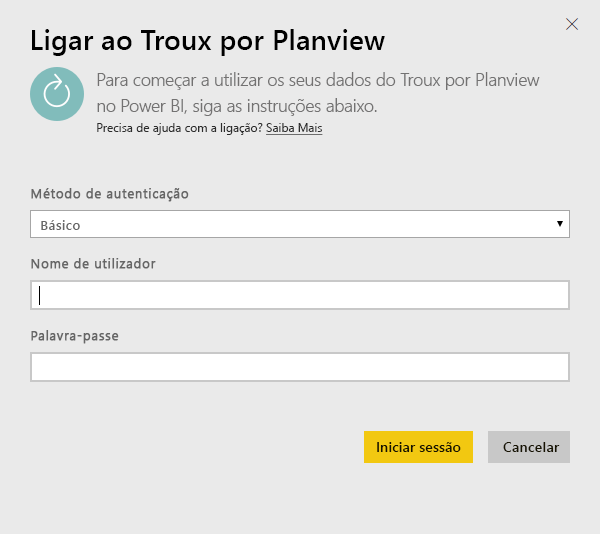 Ligar ao Troux por Planview
Para começar a utilizar os seus dados do Troux por Planview
no Power BI, siga as instruções abaixo.
Precisa de ajuda com a ligação? Saiba Mais
Método de autenticação
Básico
Nome de utilizador
Palavra-passe
Iniciar sessão
Cancelar